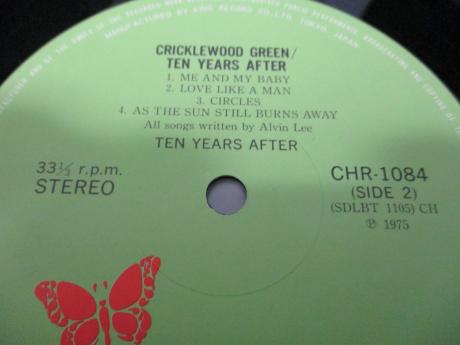 MANUFACTURED BY KING RECORD CO., LTD. TOKYO, JAPAN
CRICKLEWOOD GREEN/
TEN YEARS AFTER
1. ME AND MY BABY
2. LOVE LIKE A MAN
3. CIRCLES
4. AS THE SUN STILL BURNS AWAY
All songs written by Alvin Lee
TEN YEARS AFTER
33⅓ r.p.m.
STEREO
CHR-1084
(SIDE 2)
(SDLBT 1105) CH
℗ 1975